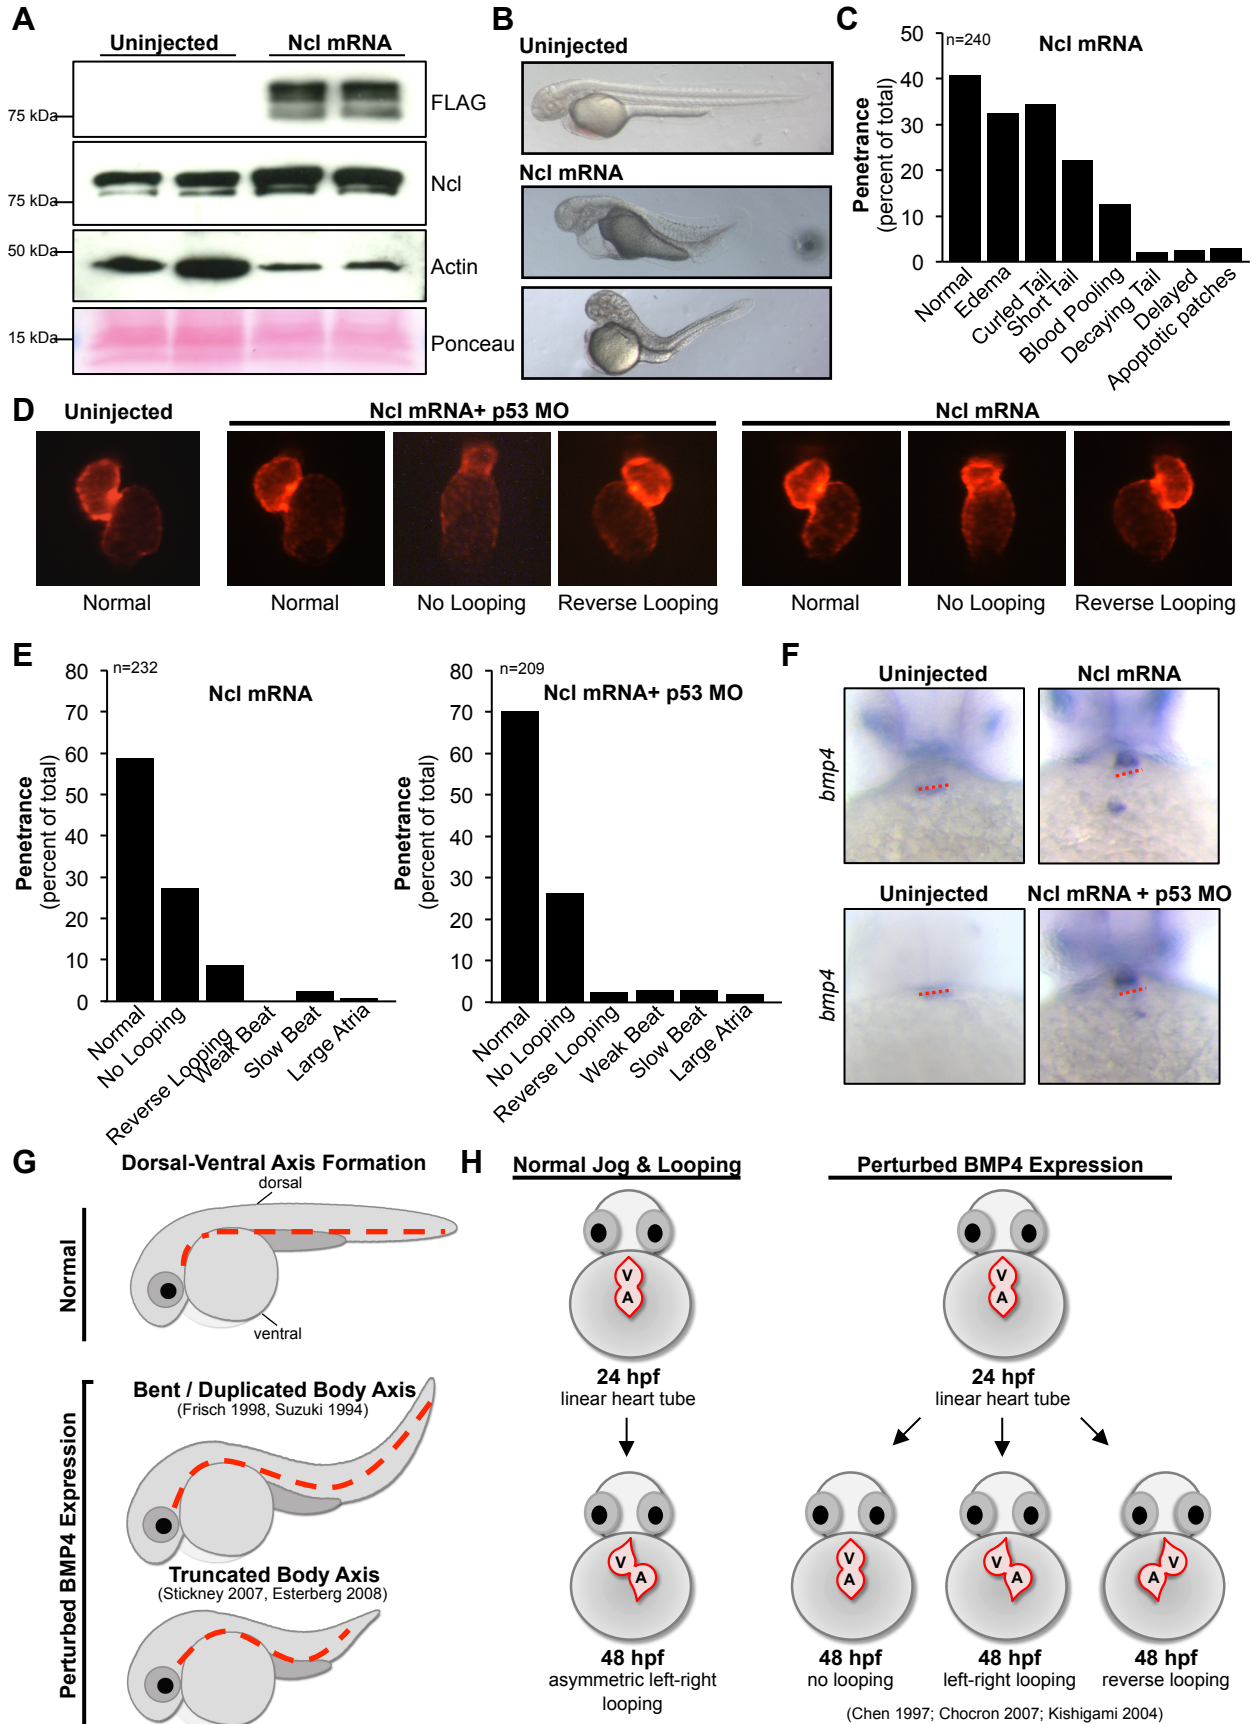 A
Uninjected
Ncl mRNA
FLAG
75 kDa
Ncl
75 kDa
50 kDa
Actin
15 kDa
Ponceau
B
Uninjected
Ncl mRNA
C
n=240
Ncl mRNA
Penetrance
(percent of total)
50
40
30
20
10
0
Normal
Edema
Curled Tail
Short Tail
Blood Pooling
Decaying Tail
Delayed
Apoptotic patches
D
Uninjected
Ncl mRNA+ p53 MO
Ncl mRNA
Normal
Normal
No Looping
Reverse Looping
Normal
No Looping
Reverse Looping
E
n=232
Ncl mRNA
Penetrance
(percent of total)
80
70
60
50
40
30
20
10
0
Normal
No Looping
Reverse Looping
Weak Beat
Slow Beat
Large Atria
n=209
Ncl mRNA+ p53 MO
Penetrance
(percent of total)
80
70
60
50
40
30
20
10
0
Normal
No Looping
Reverse Looping
Weak Beat
Slow Beat
Large Atria
F
Uninjected
Ncl mRNA
bmp4
Uninjected
Ncl mRNA + p53 MO
bmp4
G
Dorsal-Ventral Axis Formation
dorsal
Normal
ventral
Perturbed BMP4 Expression
Bent / Duplicated Body Axis
(Frisch 1998, Suzuki 1994)
Truncated Body Axis
(Stickney 2007, Esterberg 2008)
H
Normal Jog & Looping
Perturbed BMP4 Expression
V
A
V
A
24 hpf
linear heart tube
24 hpf
linear heart tube
V
A
V
A
V
A
V
A
48 hpf
asymmetric left-right
looping
48 hpf
no looping
48 hpf
left-right looping
48 hpf
reverse looping
(Chen 1997; Chocron 2007; Kishigami 2004)